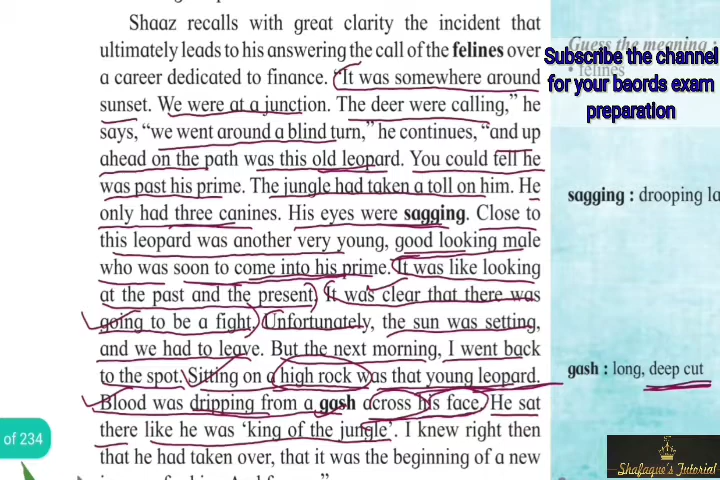 Shaaz recalls with great clarity the incident that
ultimately leads to his answering the call of the felines over
a career dedicated to finance. "It was somewhere around
sunset. We were at a junction. The deer were calling," he
says, "we went around a blind turn," he continues, "and up
ahead on the path was this old leopard. You could tell he
was past his prime. The jungle had taken a toll on him. He
only had three canines. His eyes were sagging. Close to
this leopard was another very young, good looking male
who was soon to come into his prime. It was like looking
at the past and the present. It was clear that there was
going to be a fight. Unfortunately, the sun was setting,
and we had to leave. But the next morning, I went back
to the spot. Sitting on a high rock was that young leopard.
Blood was dripping from a gash across his face. He sat
there like he was 'king of the jungle'. I knew right then
that he had taken over, that it was the beginning of a new
Guess the meaning :
• felines
Subscribe the channel
for your baords exam
preparation
sagging : drooping la
gash : long, deep cut
of 234
Shafaque's Tutorial